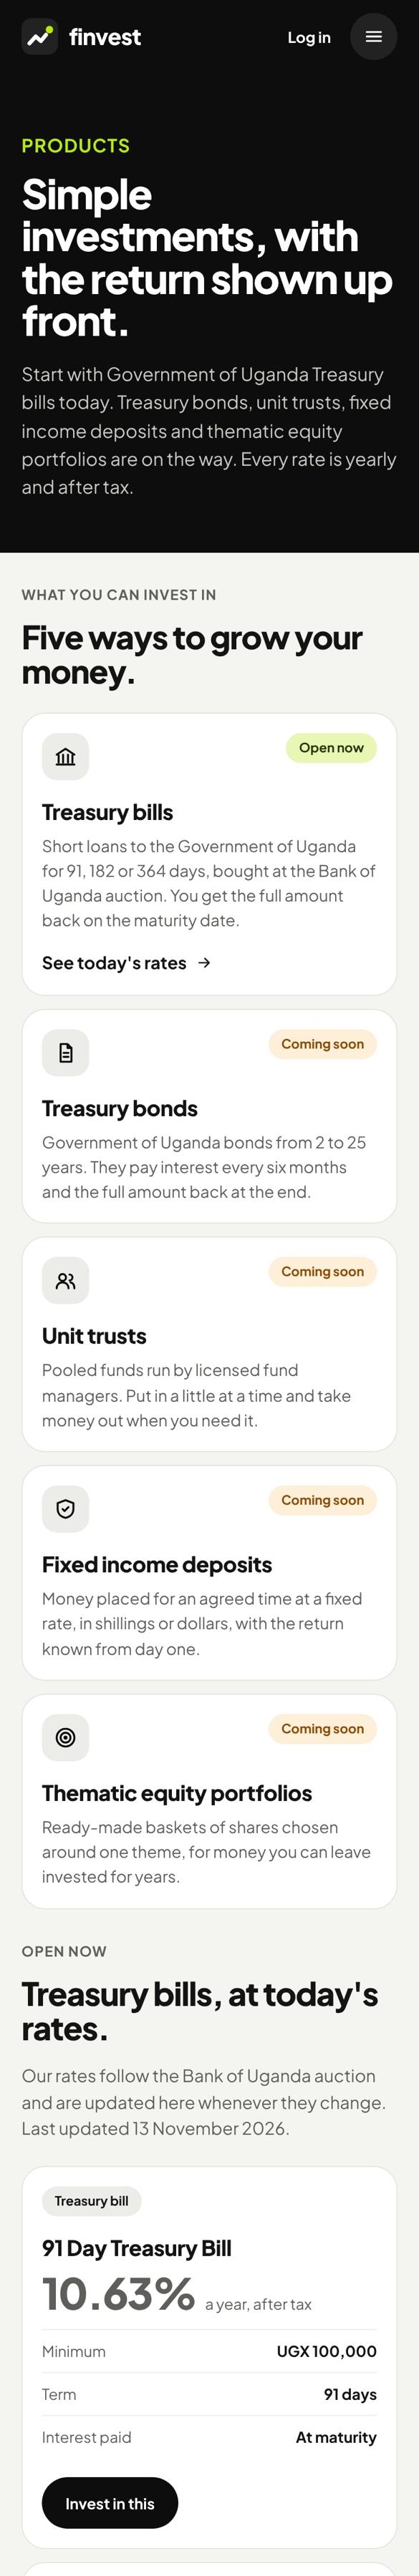 finvest
Log in
PRODUCTS
Simple
investments, with
the return shown up
front.
Start with Government of Uganda Treasury
bills today. Treasury bonds, unit trusts, fixed
income deposits and thematic equity
portfolios are on the way. Every rate is yearly
and after tax.
WHAT YOU CAN INVEST IN
Five ways to grow your
money.
Open now
Treasury bills
Short loans to the Government of Uganda
for 91, 182 or 364 days, bought at the Bank of
Uganda auction. You get the full amount
back on the maturity date.
See today's rates →
Coming soon
Treasury bonds
Government of Uganda bonds from 2 to 25
years. They pay interest every six months
and the full amount back at the end.
Coming soon
Unit trusts
Pooled funds run by licensed fund
managers. Put in a little at a time and take
money out when you need it.
Coming soon
Fixed income deposits
Money placed for an agreed time at a fixed
rate, in shillings or dollars, with the return
known from day one.
Coming soon
Thematic equity portfolios
Ready-made baskets of shares chosen
around one theme, for money you can leave
invested for years.
OPEN NOW
Treasury bills, at today's
rates.
Our rates follow the Bank of Uganda auction
and are updated here whenever they change.
Last updated 13 November 2026.
Treasury bill
91 Day Treasury Bill
10.63% a year, after tax
Minimum UGX 100,000
Term 91 days
Interest paid At maturity
Invest in this